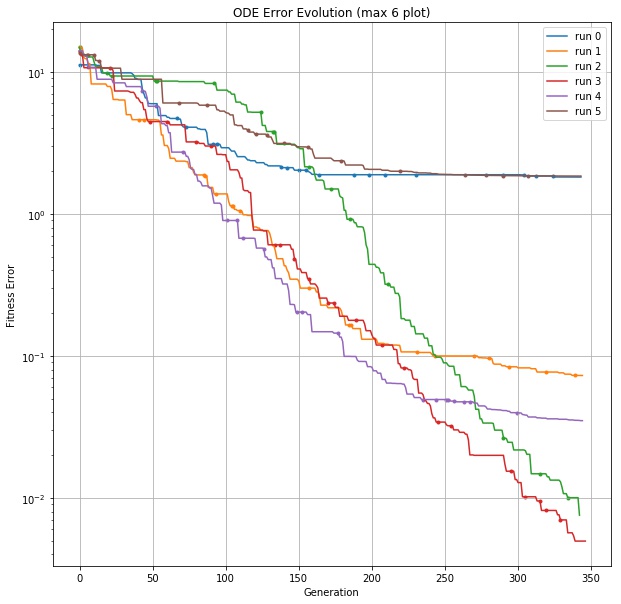 ODE Error Evolution (max 6 plot)
run 0
run 1
run 2
run 3
run 4
run 5
10¹
10⁰
10⁻¹
10⁻²
Fitness Error
0 50 100 150 200 250 300 350
Generation